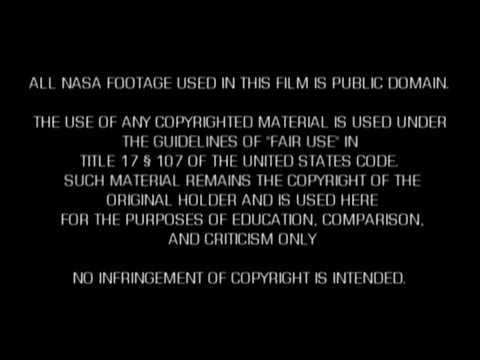 ALL NASA FOOTAGE USED IN THIS FILM IS PUBLIC DOMAIN.
THE USE OF ANY COPYRIGHTED MATERIAL IS USED UNDER
THE GUIDELINES OF "FAIR USE" IN
TITLE 17 § 107 OF THE UNITED STATES CODE.
SUCH MATERIAL REMAINS THE COPYRIGHT OF THE
ORIGINAL HOLDER AND IS USED HERE
FOR THE PURPOSES OF EDUCATION, COMPARISON,
AND CRITICISM ONLY
NO INFRINGEMENT OF COPYRIGHT IS INTENDED.